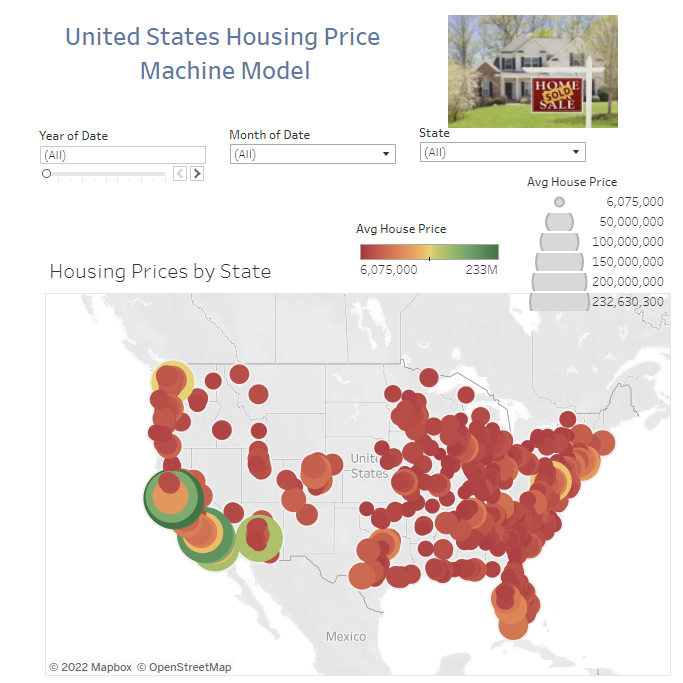 United States Housing Price
Machine Model
HOME
SOLD
SALE
Year of Date
Month of Date
State
(All)
(All)
(All)
Avg House Price
6,075,000
50,000,000
100,000,000
150,000,000
200,000,000
232,630,300
Avg House Price
6,075,000
233M
Housing Prices by State
United
States
Mexico
© 2022 Mapbox © OpenStreetMap